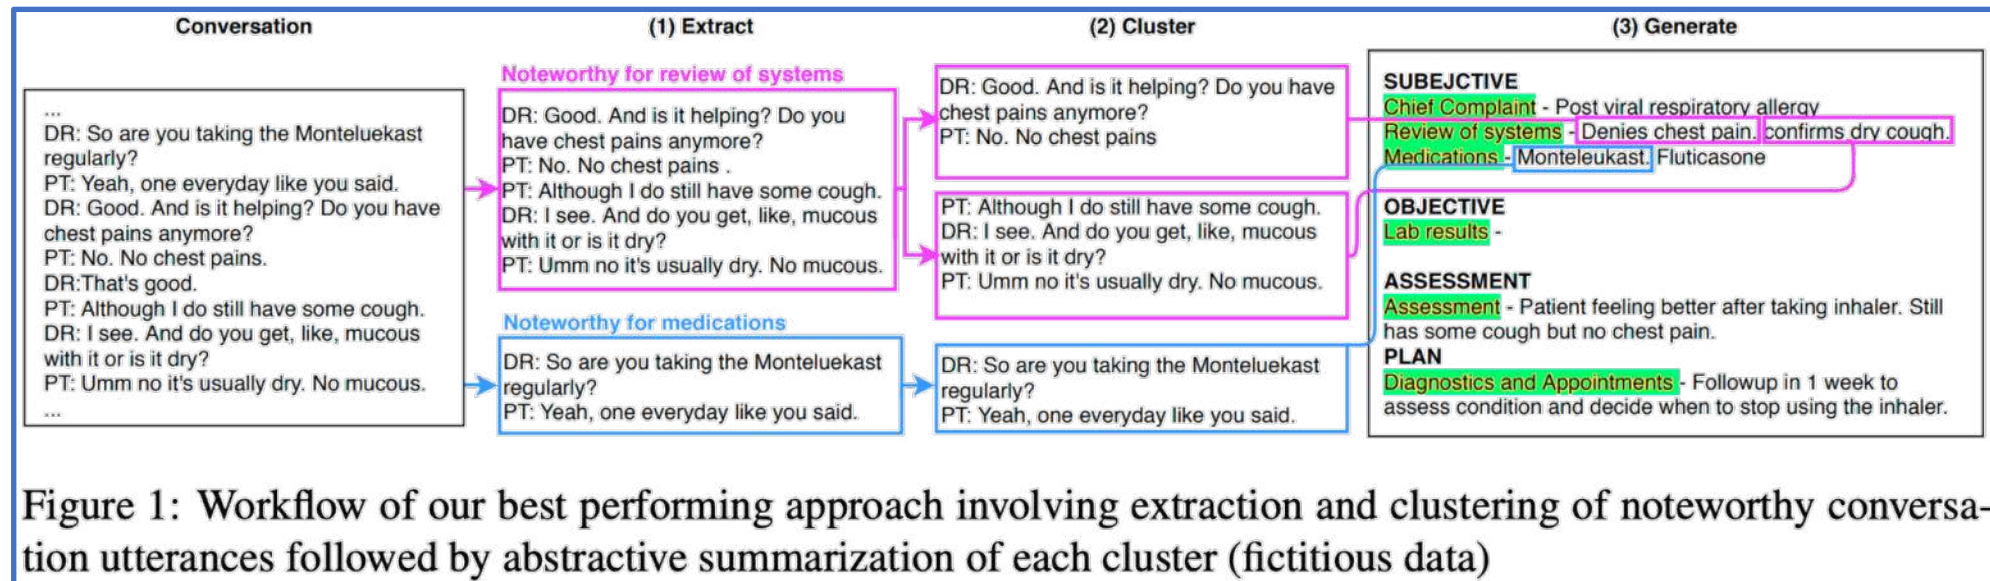 Conversation
(1) Extract
(2) Cluster
(3) Generate
...
DR: So are you taking the Monteluekast
regularly?
PT: Yeah, one everyday like you said.
DR: Good. And is it helping? Do you have
chest pains anymore?
PT: No. No chest pains.
DR:That's good.
PT: Although I do still have some cough.
DR: I see. And do you get, like, mucous
with it or is it dry?
PT: Umm no it's usually dry. No mucous.
...
Noteworthy for review of systems
DR: Good. And is it helping? Do you
have chest pains anymore?
PT: No. No chest pains .
PT: Although I do still have some cough.
DR: I see. And do you get, like, mucous
with it or is it dry?
PT: Umm no it's usually dry. No mucous.
Noteworthy for medications
DR: So are you taking the Monteluekast
regularly?
PT: Yeah, one everyday like you said.
DR: Good. And is it helping? Do you have
chest pains anymore?
PT: No. No chest pains
PT: Although I do still have some cough.
DR: I see. And do you get, like, mucous
with it or is it dry?
PT: Umm no it's usually dry. No mucous.
DR: So are you taking the Monteluekast
regularly?
PT: Yeah, one everyday like you said.
SUBEJCTIVE
Chief Complaint - Post viral respiratory allergy
Review of systems - Denies chest pain. confirms dry cough.
Medications - Monteleukast. Fluticasone
OBJECTIVE
Lab results -
ASSESSMENT
Assessment - Patient feeling better after taking inhaler. Still
has some cough but no chest pain.
PLAN
Diagnostics and Appointments - Followup in 1 week to
assess condition and decide when to stop using the inhaler.
Figure 1: Workflow of our best performing approach involving extraction and clustering of noteworthy conversa-
tion utterances followed by abstractive summarization of each cluster (fictitious data)